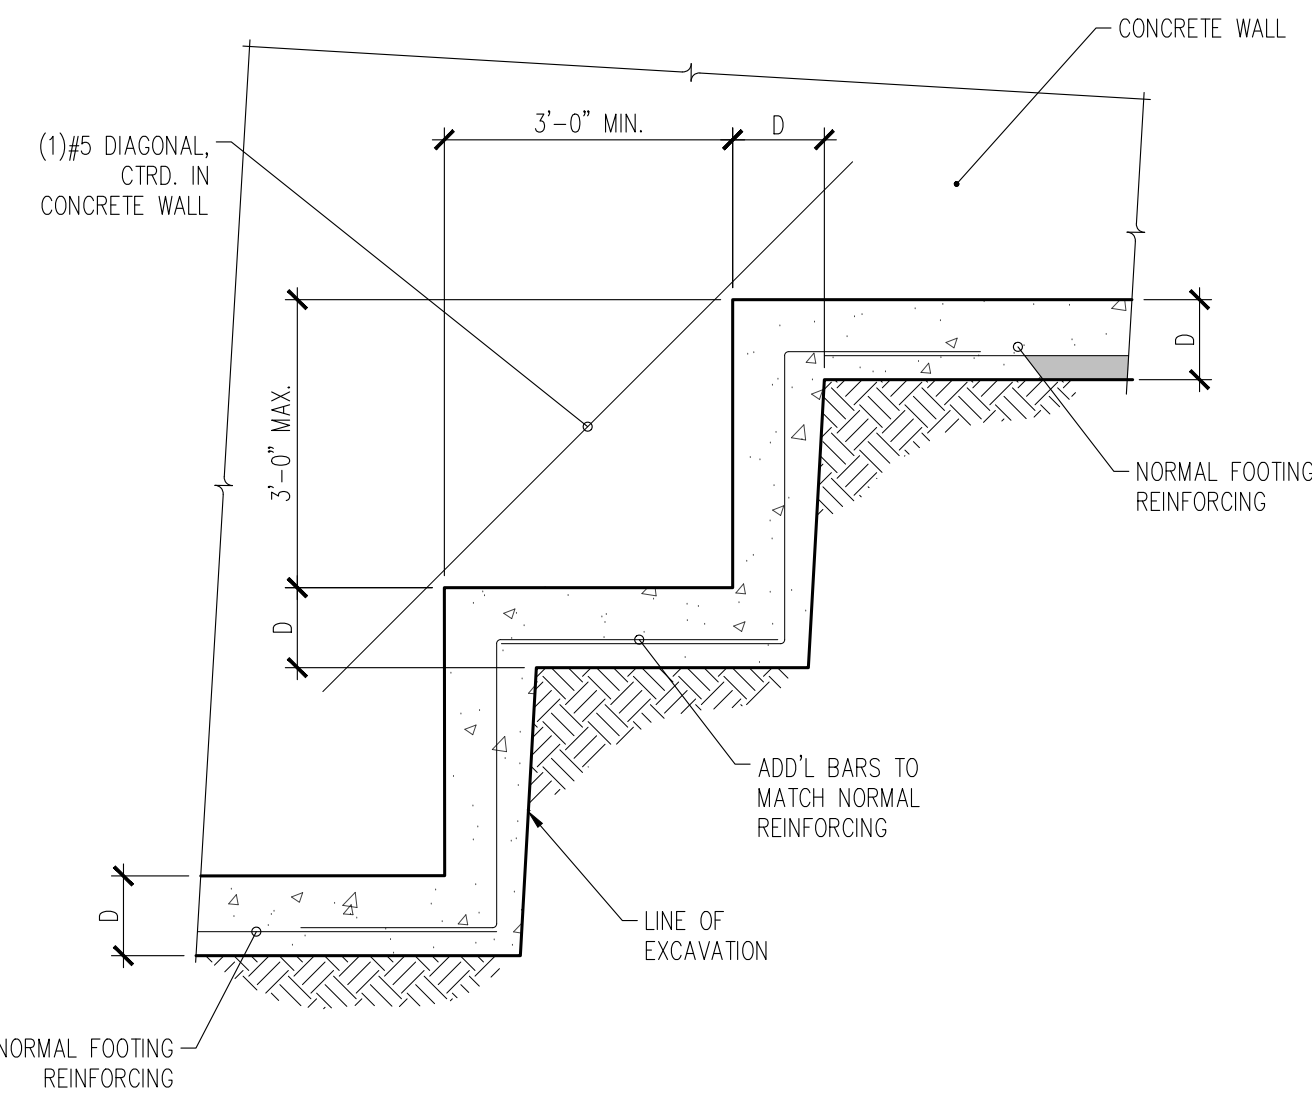 CONCRETE WALL
3'-0" MIN.
D
(1)#5 DIAGONAL,
CTRD. IN
CONCRETE WALL
3'-0" MAX.
D
D
NORMAL FOOTING
REINFORCING
ADD'L BARS TO
MATCH NORMAL
REINFORCING
D
LINE OF
EXCAVATION
NORMAL FOOTING
REINFORCING